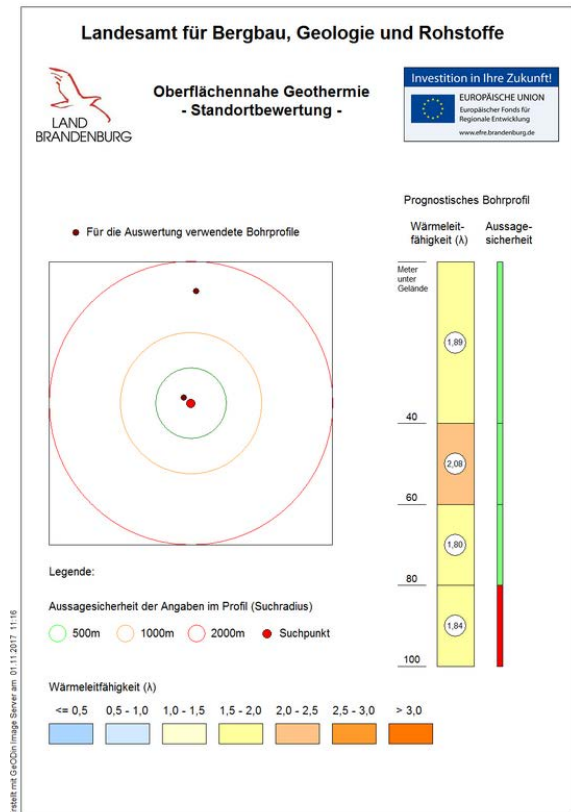 Landesamt für Bergbau, Geologie und Rohstoffe
LAND
BRANDENBURG
Oberflächennahe Geothermie
- Standortbewertung -
Investition in Ihre Zukunft!
EUROPÄISCHE UNION
Europäischer Fonds für
Regionale Entwicklung
www.efre.brandenburg.de
Prognostisches Bohrprofil
Für die Auswertung verwendete Bohrprofile
Wärmeleit-
fähigkeit (λ)
Aussage-
sicherheit
Meter
unter
Gelände
1,89
40
2,08
60
1,80
80
1,84
100
Legende:
Aussagesicherheit der Angaben im Profil (Suchradius)
500m 1000m 2000m Suchpunkt
Wärmeleitfähigkeit (λ)
<= 0,5 0,5 - 1,0 1,0 - 1,5 1,5 - 2,0 2,0 - 2,5 2,5 - 3,0 > 3,0
rstellt mit GeODin Image Server am 01.11.2017 11:16